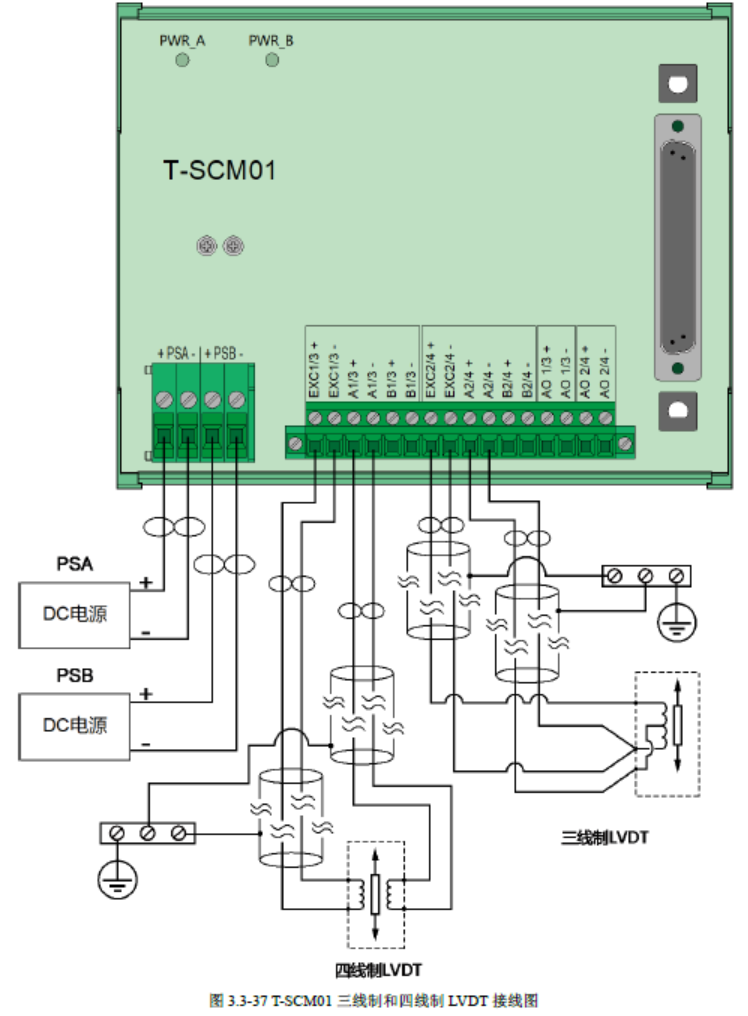 PWR_A PWR_B
T-SCM01
+ PSA - + PSB -
EXC1/3 +
EXC1/3 -
A1/3 +
A1/3 -
B1/3 +
B1/3 -
EXC2/4 +
EXC2/4 -
A2/4 +
A2/4 -
B2/4 +
B2/4 -
AO 1/3 +
AO 1/3 -
AO 2/4 +
AO 2/4 -
PSA
+
DC电源
-
PSB
+
DC电源
-
三线制LVDT
四线制LVDT
图 3.3-37 T-SCM01 三线制和四线制 LVDT 接线图